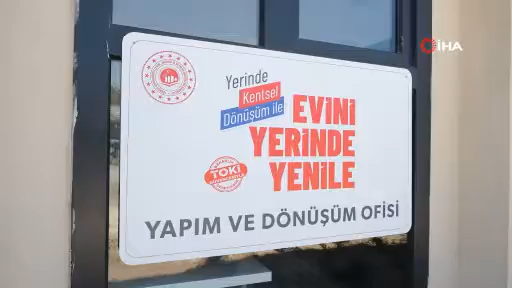 İHA
Yerinde
Kentsel
Dönüşüm ile
EVİNİ
YERİNDE
YENİLE
TOKİ
YAPIM VE DÖNÜŞÜM OFİSİ